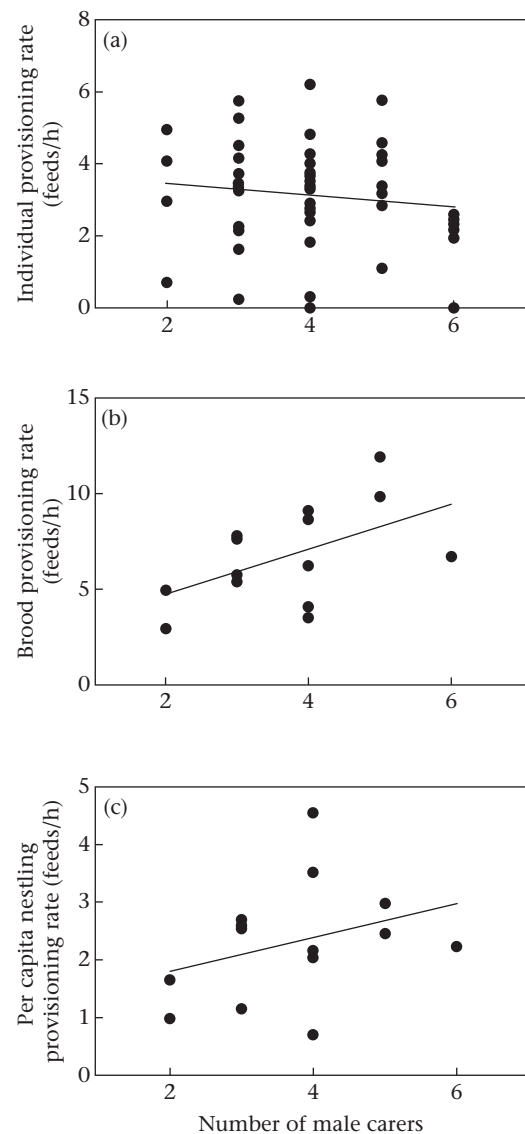 (a)
8
6
4
2
0
2 4 6
Individual provisioning rate
(feeds/h)
(b)
15
10
5
0
2 4 6
Brood provisioning rate
(feeds/h)
(c)
5
4
3
2
1
0
2 4 6
Per capita nestling
provisioning rate (feeds/h)
Number of male carers